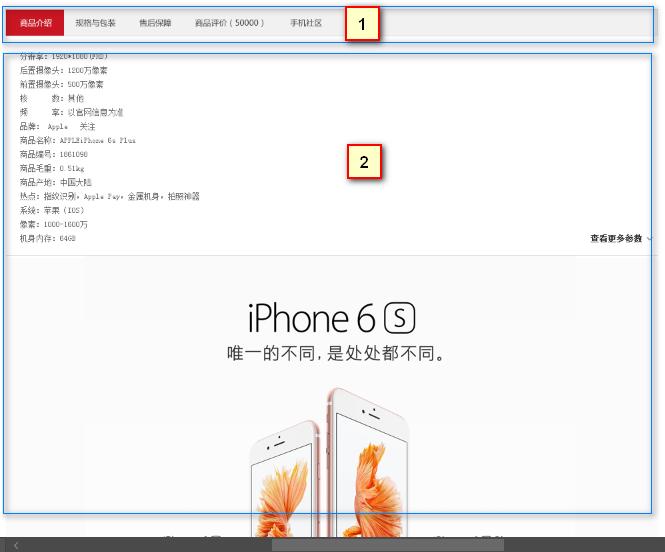 商品介绍 规格与包装 售后保障 商品评价(50000) 手机社区
1
分辨率:1920*1080(FHD)
后置摄像头:1200万像素
前置摄像头:500万像素
核 数:其他
频 率:以官网信息为准
品牌: Apple 关注
商品名称:APPLEiPhone 6s Plus
商品编号:1861098
2
商品毛重:0.51kg
商品产地:中国大陆
热点:指纹识别,Apple Pay,金属机身,拍照神器
系统:苹果(IOS)
像素:1000-1600万
机身内存:64GB
查看更多参数
iPhone 6 S
唯一的不同,是处处都不同。